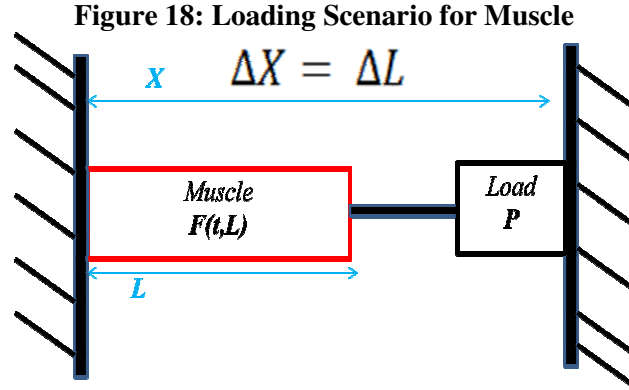 Figure 18: Loading Scenario for Muscle
X
ΔX = ΔL
Muscle
F(t,L)
Load
P
L